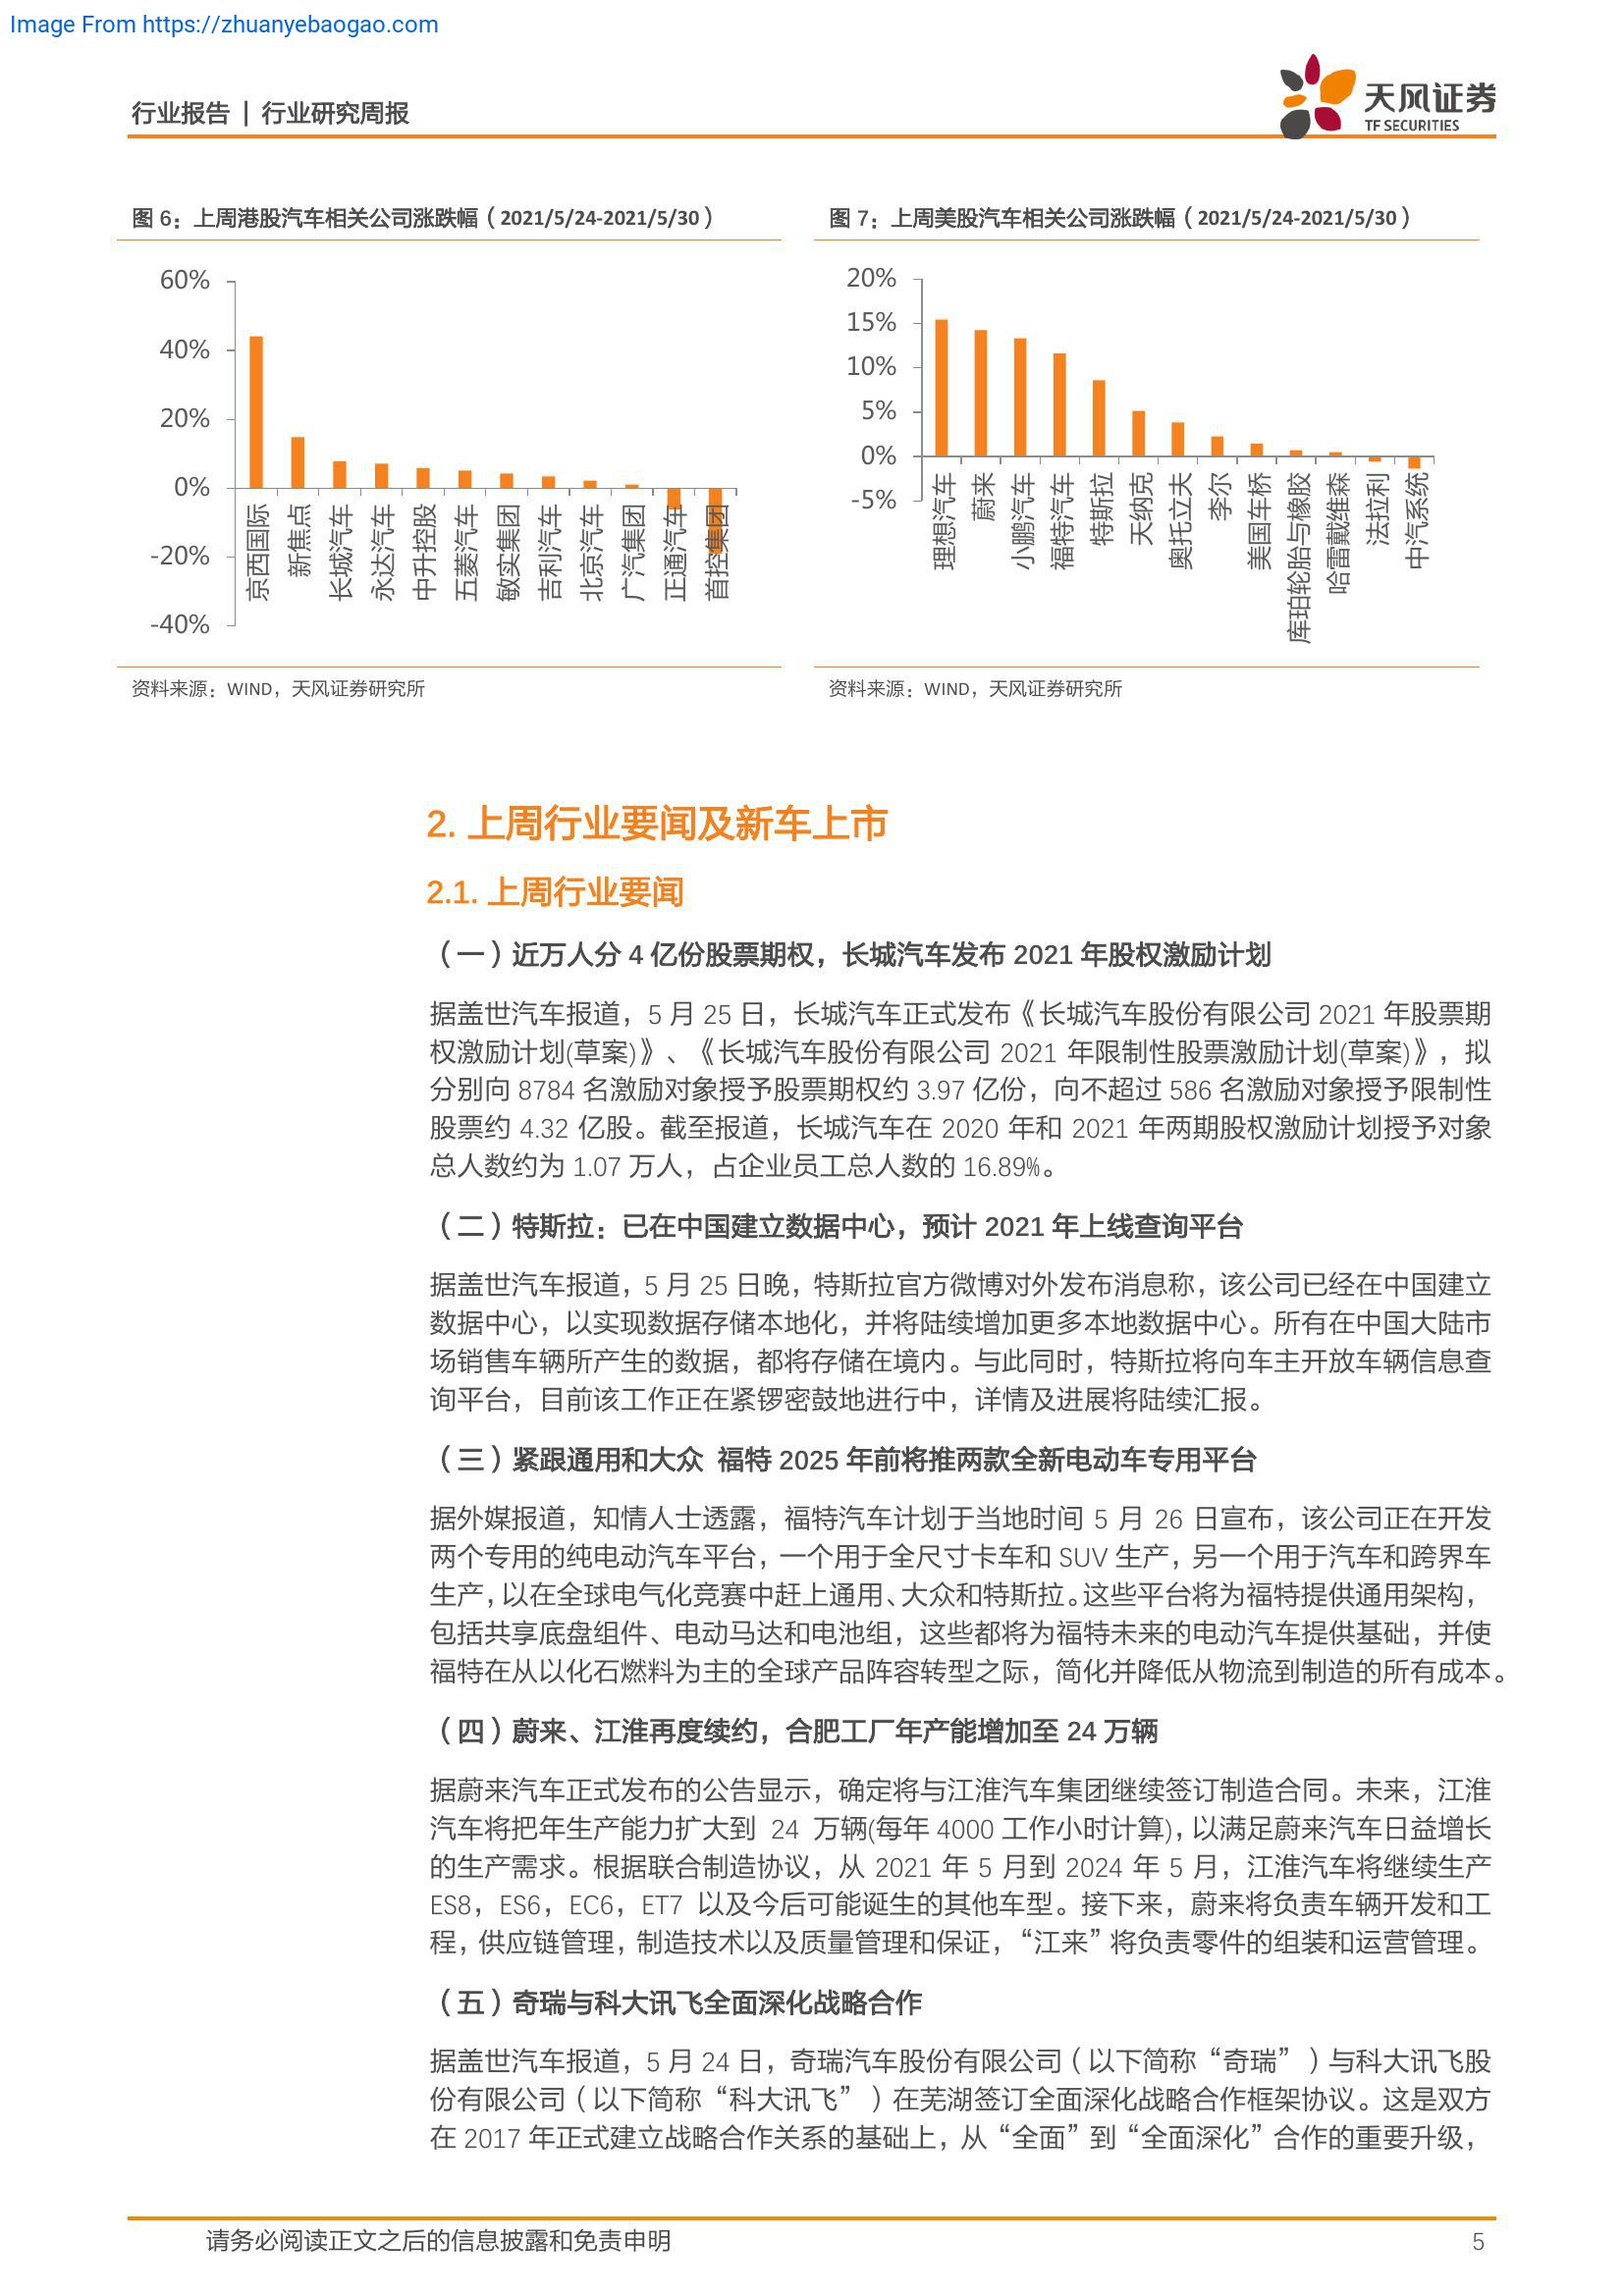 Image From https://zhuanyebaogao.com
行业报告 | 行业研究周报
天风证券
TF SECURITIES
图 6：上周港股汽车相关公司涨跌幅（2021/5/24-2021/5/30）
60%
40%
20%
0%
-20%
-40%
京西国际
新焦点
长城汽车
永达汽车
中升控股
五菱汽车
敏实集团
吉利汽车
北京汽车
广汽集团
正通汽车
首控集团
资料来源：WIND，天风证券研究所
图 7：上周美股汽车相关公司涨跌幅（2021/5/24-2021/5/30）
20%
15%
10%
5%
0%
-5%
理想汽车
蔚来
小鹏汽车
福特汽车
特斯拉
天纳克
奥托立夫
李尔
美国车桥
库珀轮胎与橡胶
哈雷戴维森
法拉利
中汽系统
资料来源：WIND，天风证券研究所
2. 上周行业要闻及新车上市
2.1. 上周行业要闻
（一）近万人分 4 亿份股票期权，长城汽车发布 2021 年股权激励计划
据盖世汽车报道，5 月 25 日，长城汽车正式发布《长城汽车股份有限公司 2021 年股票期
权激励计划(草案)》、《长城汽车股份有限公司 2021 年限制性股票激励计划(草案)》，拟
分别向 8784 名激励对象授予股票期权约 3.97 亿份，向不超过 586 名激励对象授予限制性
股票约 4.32 亿股。截至报道，长城汽车在 2020 年和 2021 年两期股权激励计划授予对象
总人数约为 1.07 万人，占企业员工总人数的 16.89%。
（二）特斯拉：已在中国建立数据中心，预计 2021 年上线查询平台
据盖世汽车报道，5 月 25 日晚，特斯拉官方微博对外发布消息称，该公司已经在中国建立
数据中心，以实现数据存储本地化，并将陆续增加更多本地数据中心。所有在中国大陆市
场销售车辆所产生的数据，都将存储在境内。与此同时，特斯拉将向车主开放车辆信息查
询平台，目前该工作正在紧锣密鼓地进行中，详情及进展将陆续汇报。
（三）紧跟通用和大众 福特 2025 年前将推两款全新电动车专用平台
据外媒报道，知情人士透露，福特汽车计划于当地时间 5 月 26 日宣布，该公司正在开发
两个专用的纯电动汽车平台，一个用于全尺寸卡车和 SUV 生产，另一个用于汽车和跨界车
生产，以在全球电气化竞赛中赶上通用、大众和特斯拉。这些平台将为福特提供通用架构，
包括共享底盘组件、电动马达和电池组，这些都将为福特未来的电动汽车提供基础，并使
福特在从以化石燃料为主的全球产品阵容转型之际，简化并降低从物流到制造的所有成本。
（四）蔚来、江淮再度续约，合肥工厂年产能增加至 24 万辆
据蔚来汽车正式发布的公告显示，确定将与江淮汽车集团继续签订制造合同。未来，江淮
汽车将把年生产能力扩大到 24 万辆(每年 4000 工作小时计算)，以满足蔚来汽车日益增长
的生产需求。根据联合制造协议，从 2021 年 5 月到 2024 年 5 月，江淮汽车将继续生产
ES8，ES6，EC6，ET7 以及今后可能诞生的其他车型。接下来，蔚来将负责车辆开发和工
程，供应链管理，制造技术以及质量管理和保证，“江来”将负责零件的组装和运营管理。
（五）奇瑞与科大讯飞全面深化战略合作
据盖世汽车报道，5 月 24 日，奇瑞汽车股份有限公司（以下简称“奇瑞”）与科大讯飞股
份有限公司（以下简称“科大讯飞”）在芜湖签订全面深化战略合作框架协议。这是双方
在 2017 年正式建立战略合作关系的基础上，从“全面”到“全面深化”合作的重要升级，
请务必阅读正文之后的信息披露和免责申明
5